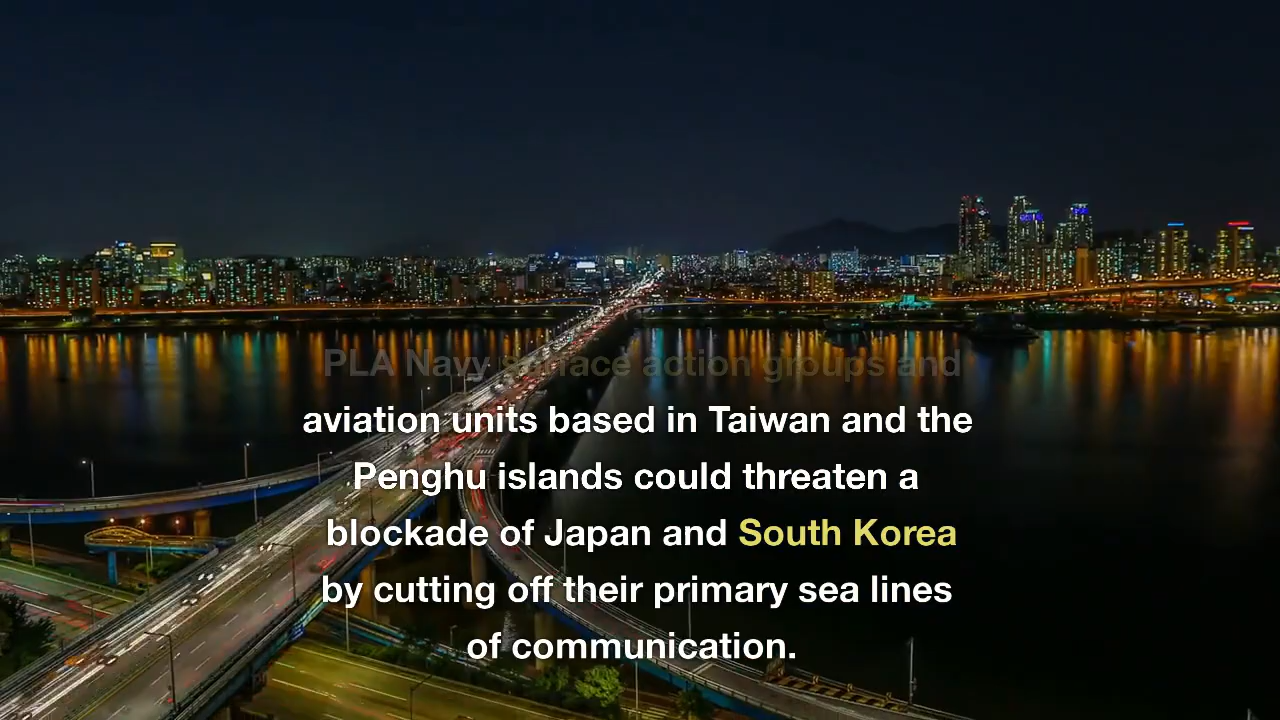 PLA Navy surface action groups and
aviation units based in Taiwan and the
Penghu islands could threaten a
blockade of Japan and South Korea
by cutting off their primary sea lines
of communication.